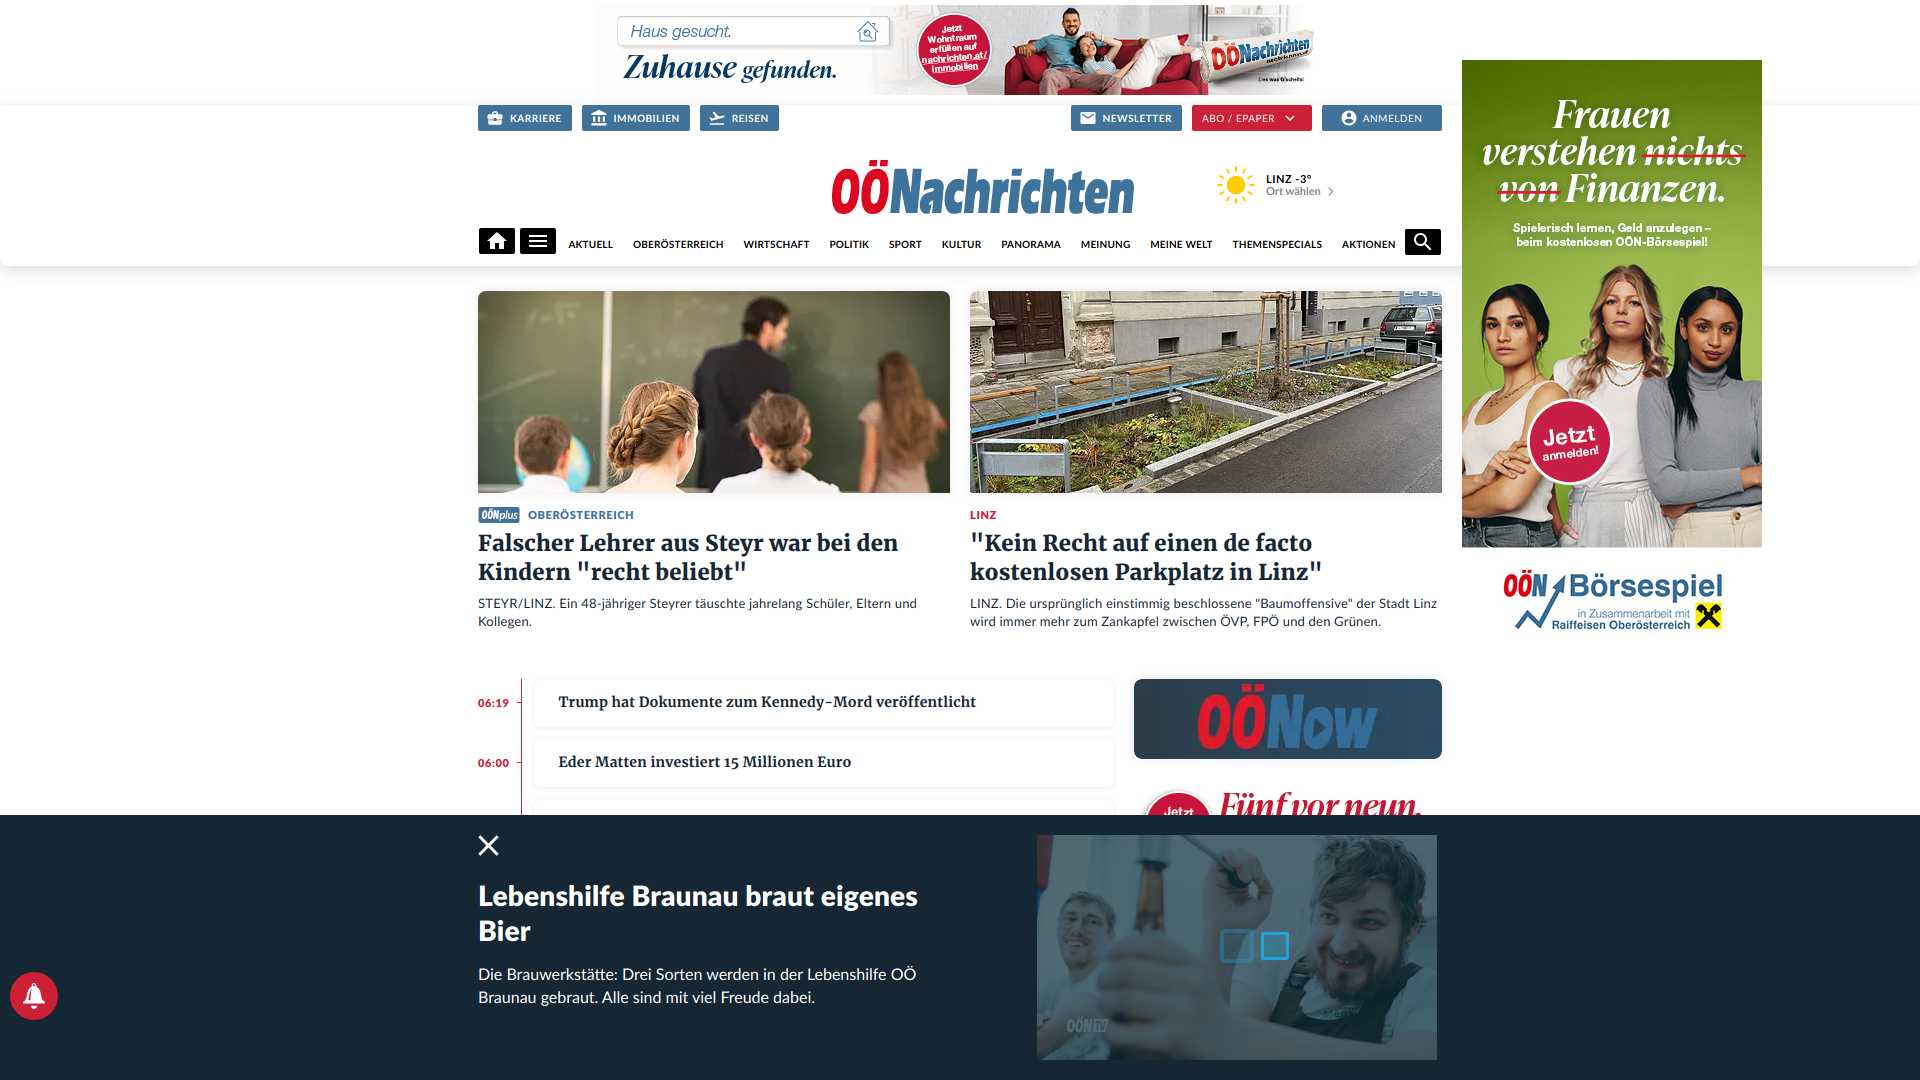 Haus gesucht.
Zuhause gefunden.
Jetzt
Wohntraum
erfüllen auf
nachrichten.at/
immobilien
OÖNachrichten
Lies was G'scheits!
KARRIERE
IMMOBILIEN
REISEN
NEWSLETTER
ABO / EPAPER
ANMELDEN
OÖNachrichten
LINZ -3°
Ort wählen
AKTUELL
OBERÖSTERREICH
WIRTSCHAFT
POLITIK
SPORT
KULTUR
PANORAMA
MEINUNG
MEINE WELT
THEMENSPECIALS
AKTIONEN
Frauen
verstehen nichts
von Finanzen.
Spielerisch lernen, Geld anzulegen –
beim kostenlosen OÖN-Börsespiel!
Jetzt
anmelden!
OÖN Börsespiel
in Zusammenarbeit mit
Raiffeisen Oberösterreich
OÖNplus OBERÖSTERREICH
Falscher Lehrer aus Steyr war bei den
Kindern "recht beliebt"
STEYR/LINZ. Ein 48-jähriger Steyrer täuschte jahrelang Schüler, Eltern und
Kollegen.
LINZ
"Kein Recht auf einen de facto
kostenlosen Parkplatz in Linz"
LINZ. Die ursprünglich einstimmig beschlossene "Baumoffensive" der Stadt Linz
wird immer mehr zum Zankapfel zwischen ÖVP, FPÖ und den Grünen.
06:19
Trump hat Dokumente zum Kennedy-Mord veröffentlicht
06:00
Eder Matten investiert 15 Millionen Euro
OÖNow
Jetzt
Fünf vor neun.
Lebenshilfe Braunau braut eigenes
Bier
Die Brauwerkstätte: Drei Sorten werden in der Lebenshilfe OÖ
Braunau gebraut. Alle sind mit viel Freude dabei.
OÖNTV